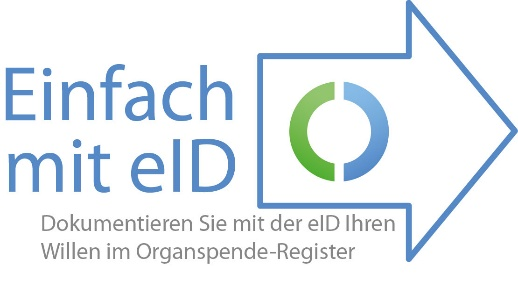 Einfach
mit eID
Dokumentieren Sie mit der eID Ihren
Willen im Organspende-Register